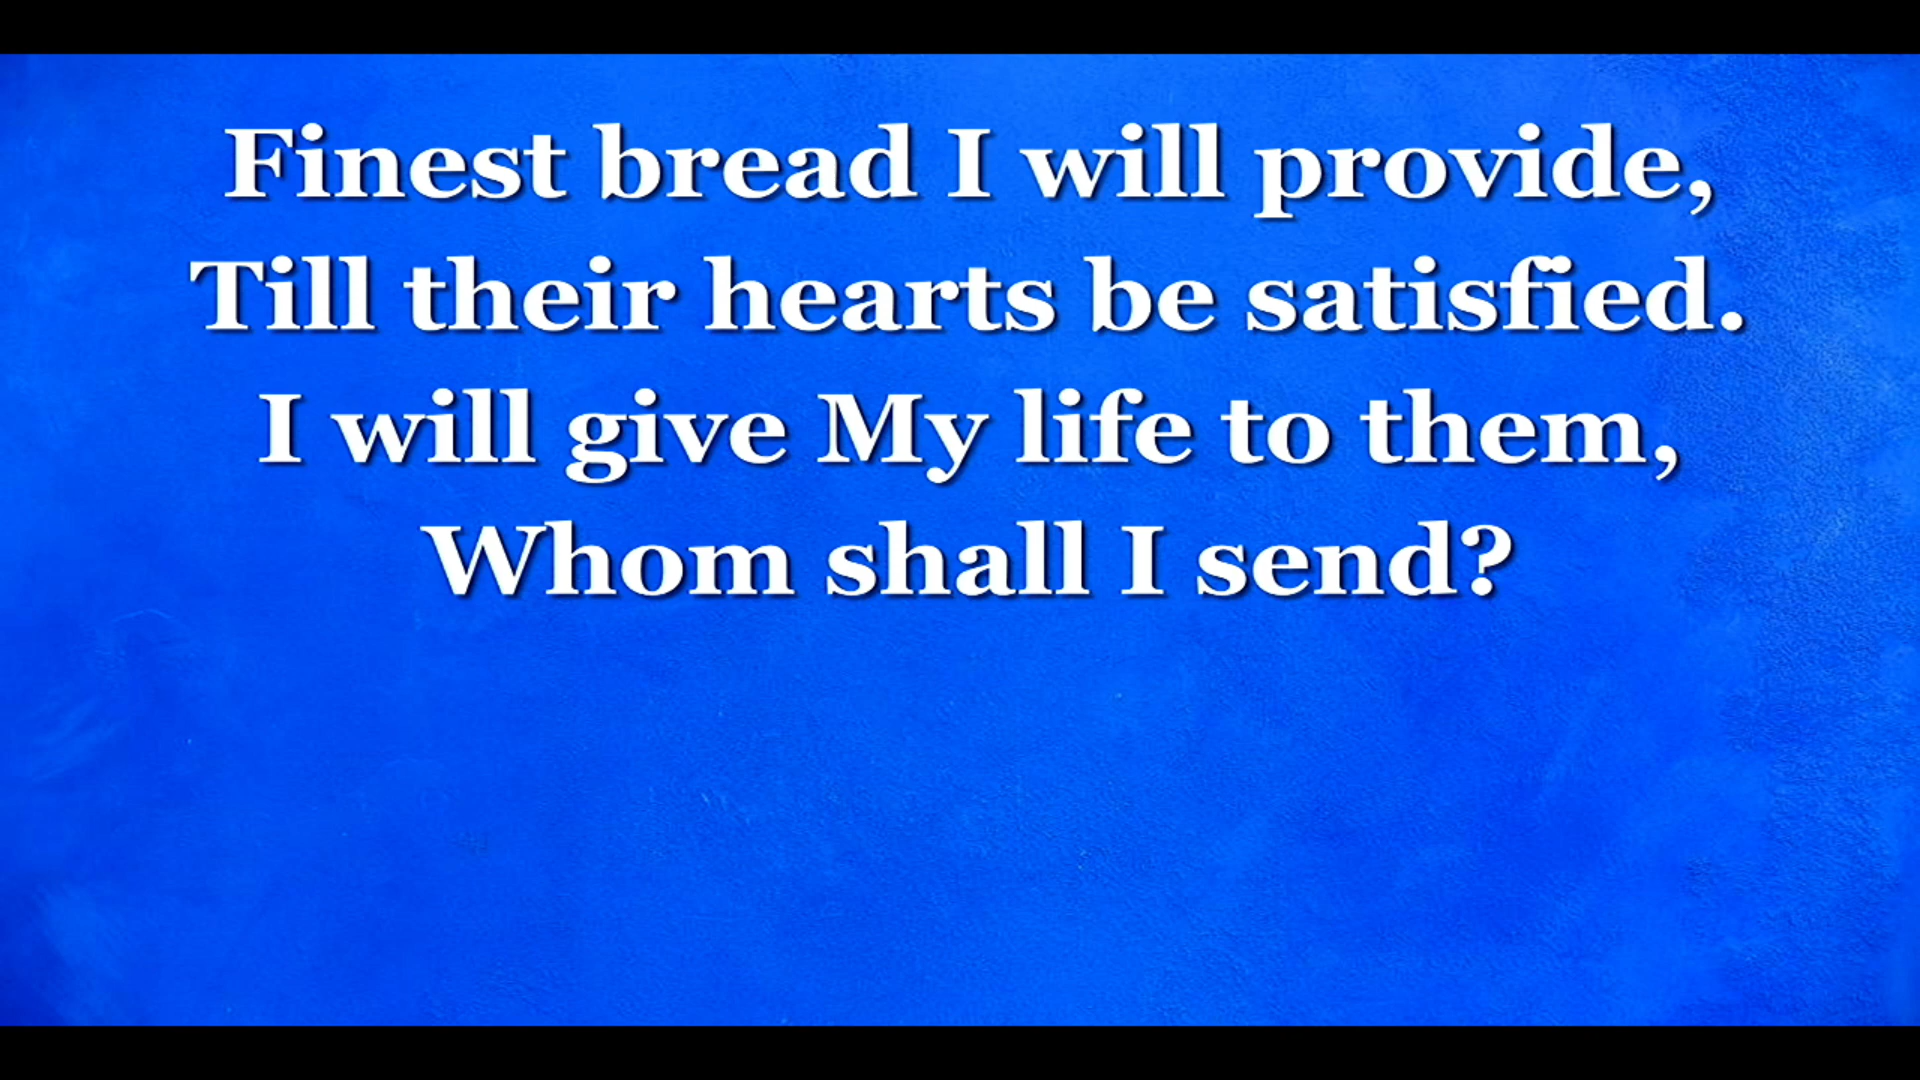 Finest bread I will provide,
Till their hearts be satisfied.
I will give My life to them,
Whom shall I send?